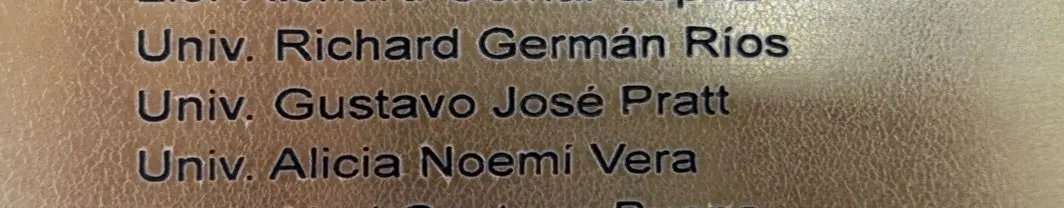 Univ. Richard Germán Ríos
Univ. Gustavo José Pratt
Univ. Alicia Noemí Vera